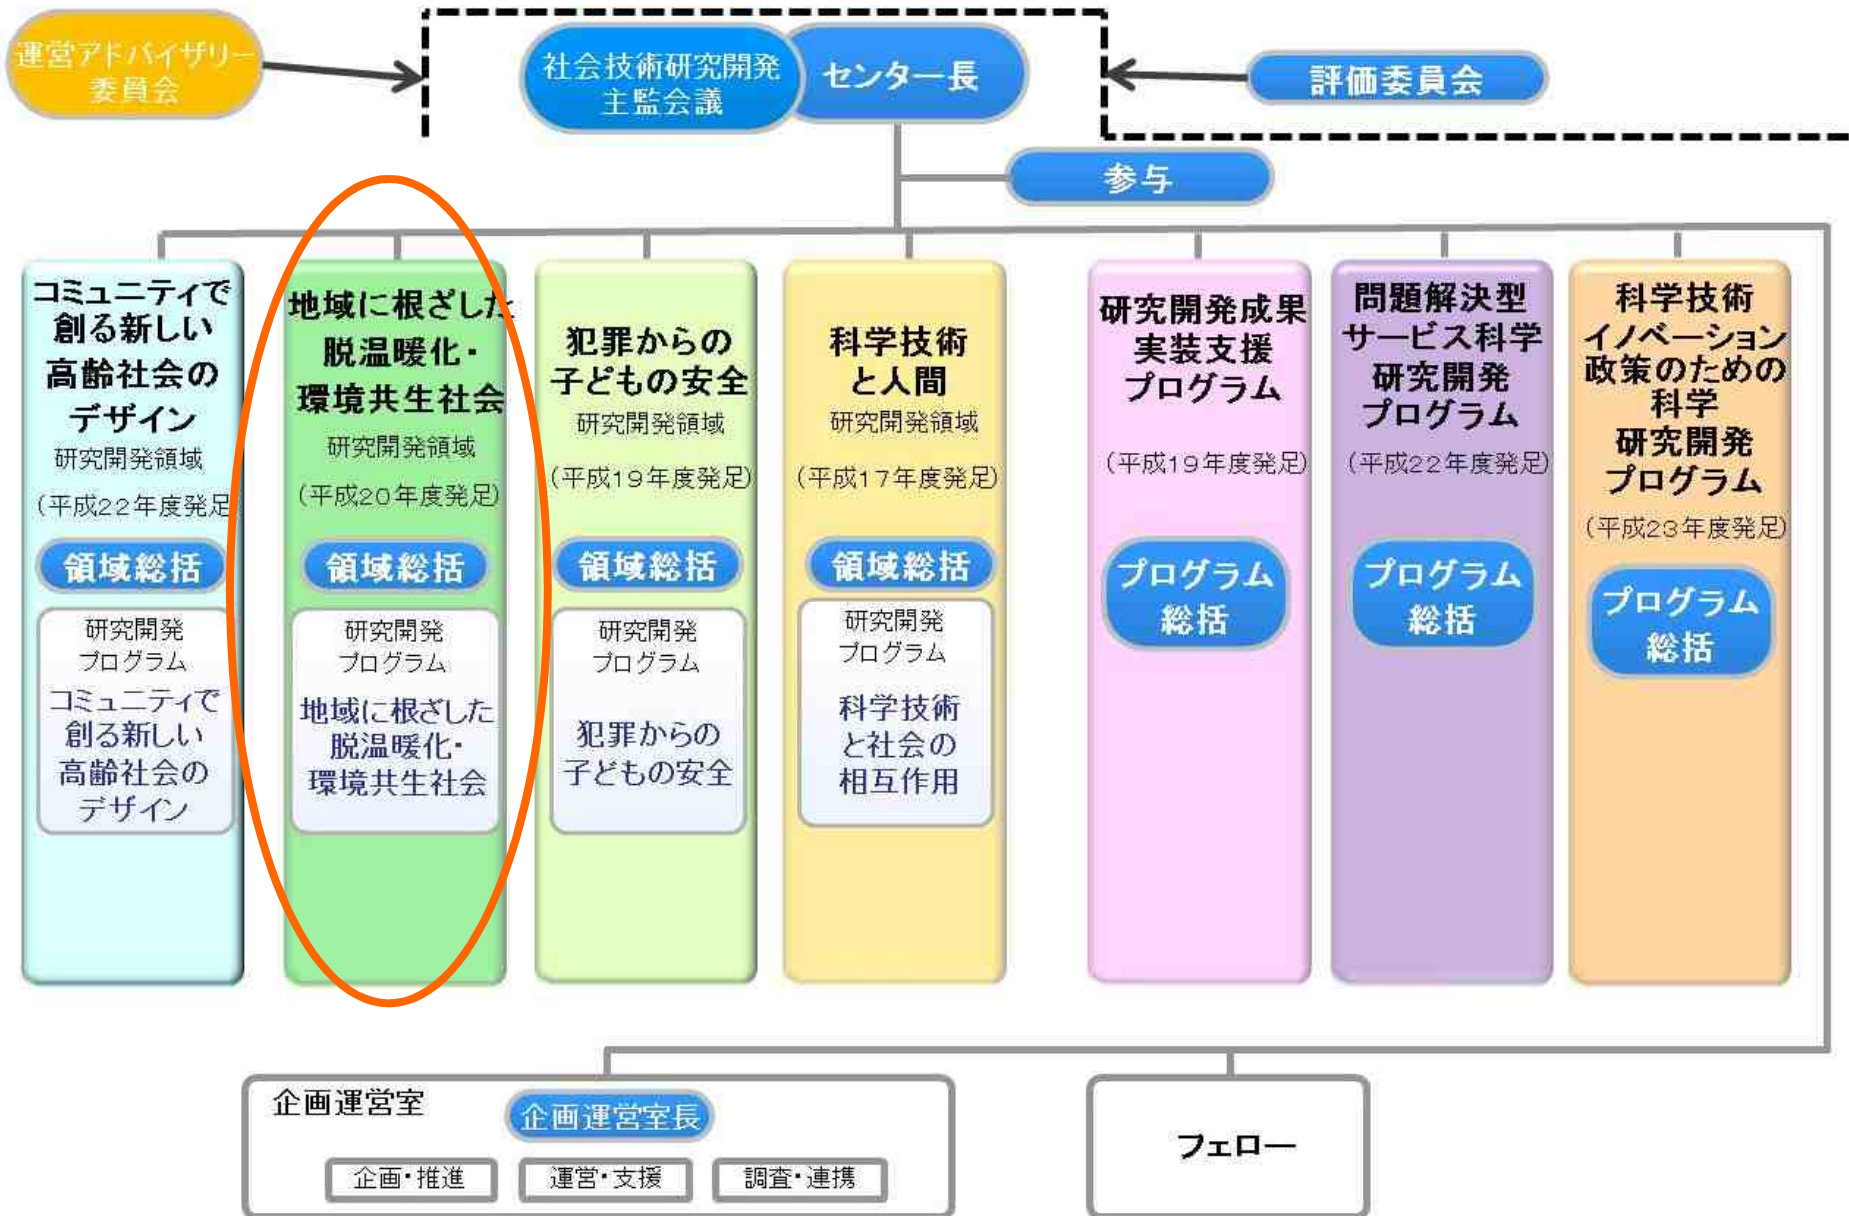 運営アドバイザリー
委員会
社会技術研究開発
主監会議
センター長
評価委員会
参与
コミュニティで
創る新しい
高齢社会の
デザイン
研究開発領域
(平成22年度発足
領域総括
研究開発
プログラム
コミュニティで
創る新しい
高齢社会の
デザイン
地域に根ざした
脱温暖化・
環境共生社会
研究開発領域
(平成20年度発足)
領域総括
研究開発
プログラム
地域に根ざした
脱温暖化・
環境共生社会
犯罪からの
子どもの安全
研究開発領域
(平成19年度発足)
領域総括
研究開発
プログラム
犯罪からの
子どもの安全
科学技術
と人間
研究開発領域
(平成17年度発足)
領域総括
研究開発
プログラム
科学技術
と社会の
相互作用
研究開発成果
実装支援
プログラム
(平成19年度発足)
プログラム
総括
問題解決型
サービス科学
研究開発
プログラム
(平成22年度発足)
プログラム
総括
科学技術
イノベーション
政策のための
科学
研究開発
プログラム
(平成23年度発足)
プログラム
総括
企画運営室
企画運営室長
企画・推進
運営・支援
調査・連携
フェロー